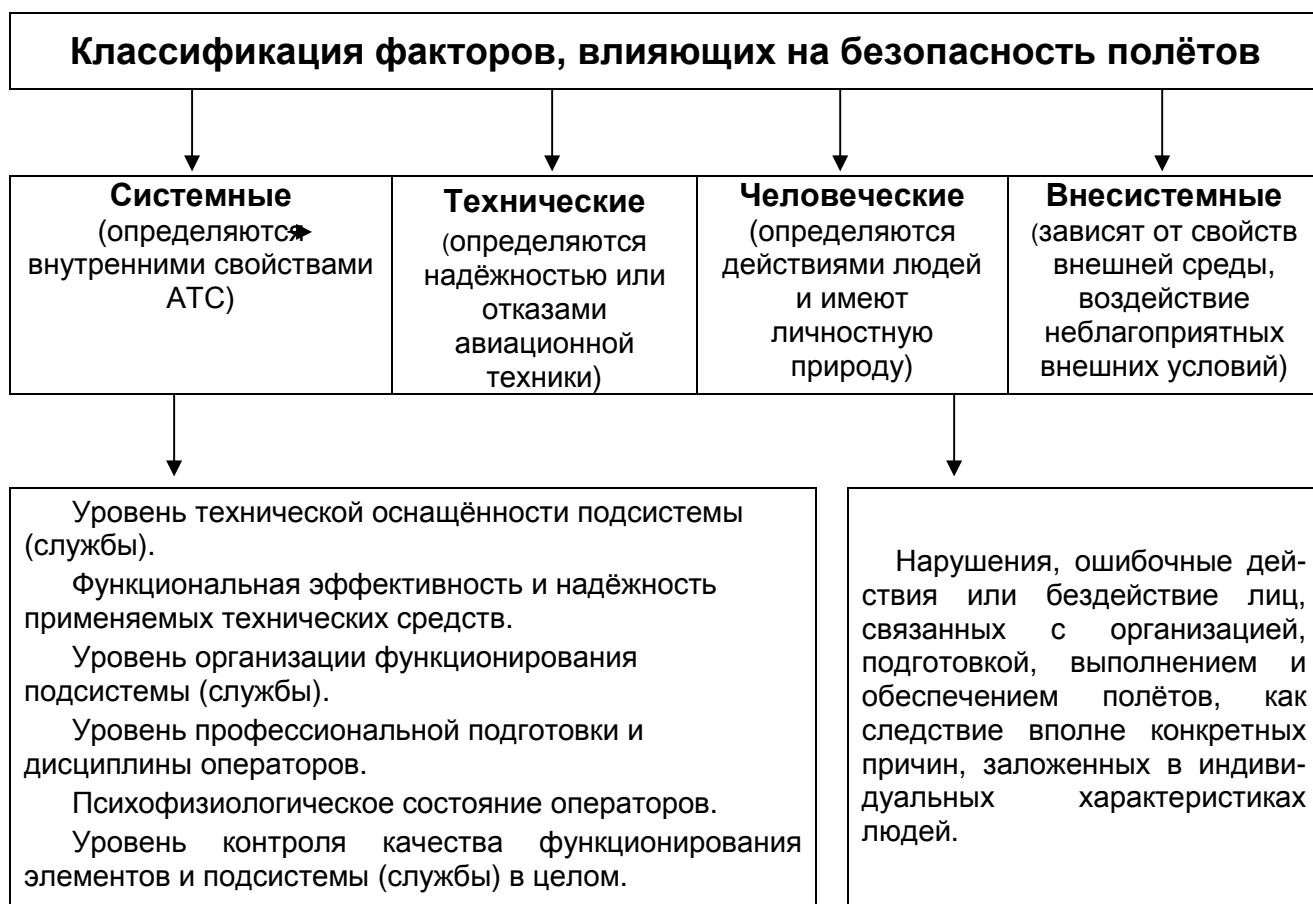 Классификация факторов, влияющих на безопасность полётов
Системные
(определяются
внутренними свойствами
АТС)
Технические
(определяются
надёжностью или
отказами
авиационной
техники)
Человеческие
(определяются
действиями людей
и имеют
личностную
природу)
Внесистемные
(зависят от свойств
внешней среды,
воздействие
неблагоприятных
внешних условий)
Уровень технической оснащённости подсистемы
(службы).
Функциональная эффективность и надёжность
применяемых технических средств.
Уровень организации функционирования
подсистемы (службы).
Уровень профессиональной подготовки и
дисциплины операторов.
Психофизиологическое состояние операторов.
Уровень контроля качества функционирования
элементов и подсистемы (службы) в целом.
Нарушения, ошибочные дей-
ствия или бездействие лиц,
связанных с организацией,
подготовкой, выполнением и
обеспечением полётов, как
следствие вполне конкретных
причин, заложенных в индиви-
дуальных характеристиках
людей.